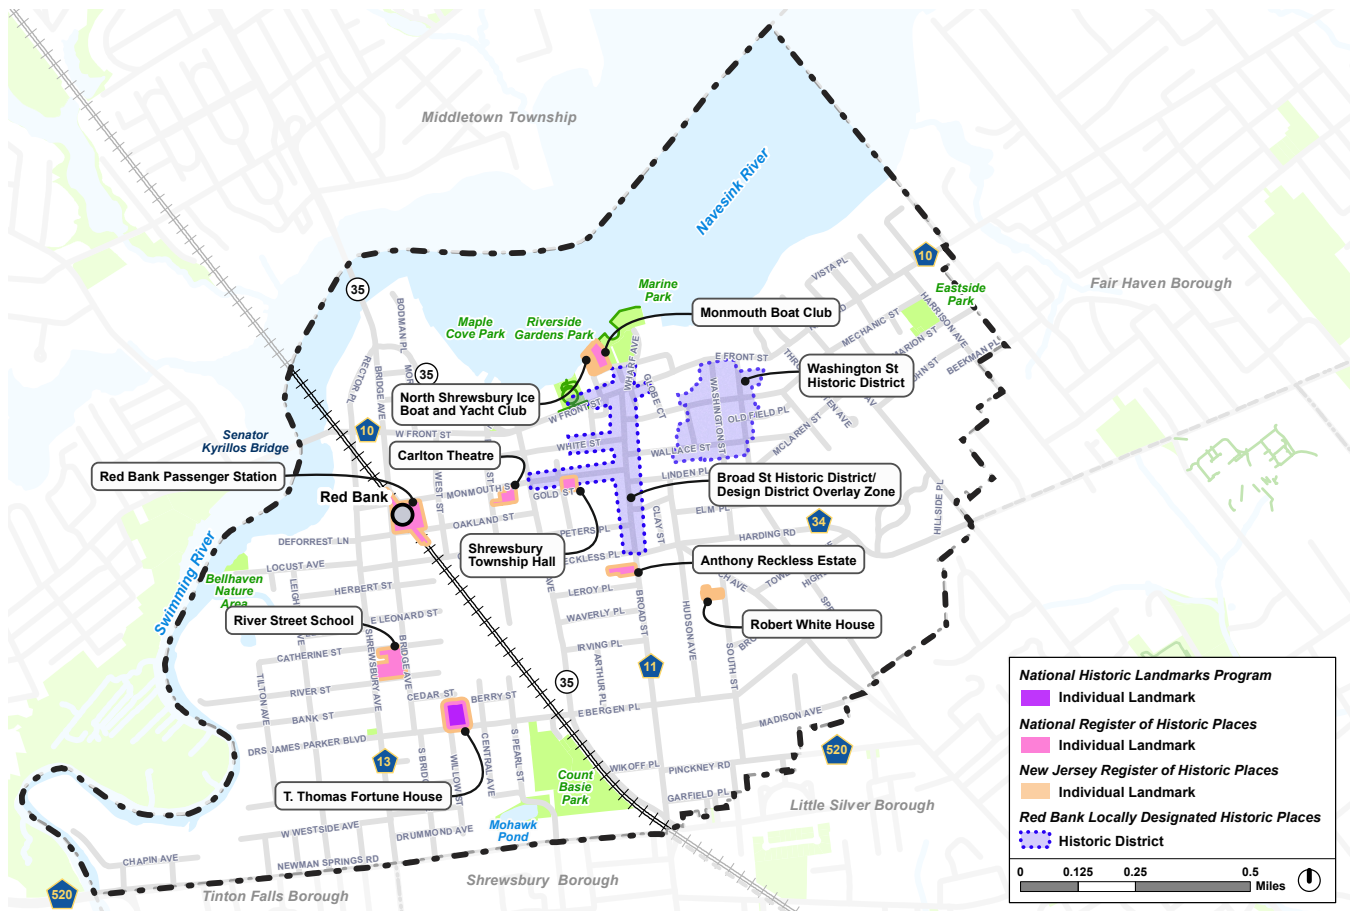 Middletown Township
Navesink River
Fair Haven Borough
35
10
Eastside
Park
Marine
Park
Monmouth Boat Club
Maple
Cove Park
Riverside
Gardens Park
VISTA PL
MECHANIC ST
HARRISON AVE
MARION ST
BEEKMAN PL
BODMAN PL
RECTOR PL
BRIDGE AVE
35
E FRONT ST
WHARF AVE
GLOBE CT
Washington St
Historic District
North Shrewsbury Ice
Boat and Yacht Club
W FRONT ST
WASHINGTON ST
OLD FIELD PL
MCLAREN ST
10
W FRONT ST
Senator
Kyrillos Bridge
WHITE ST
WALLACE ST
Carlton Theatre
LINDEN PL
Red Bank Passenger Station
WEST ST
Broad St Historic District/
Design District Overlay Zone
Red Bank
MONMOUTH ST
GOLD ST
ELM PL
CLAY ST
HILLSIDE PL
OAKLAND ST
34
PETERS PL
HARDING RD
DEFORREST LN
Shrewsbury
Township Hall
Anthony Reckless Estate
LOCUST AVE
Swimming River
Bellhaven
Nature
Area
HERBERT ST
LEROY PL
River Street School
E LEONARD ST
WAVERLY PL
BROAD ST
HUDSON AVE
Robert White House
CATHERINE ST
SHREWSBURY AVE
BRIDGE AVE
IRVING PL
SOUTH ST
11
35
ARTHUR PL
TILTON AVE
RIVER ST
CEDAR ST
BERRY ST
E BERGEN PL
BANK ST
MADISON AVE
DRS JAMES PARKER BLVD
520
13
WILLOW ST
CENTRAL AVE
S PEARL ST
WIKOFF PL
PINCKNEY RD
Count
Basie
Park
T. Thomas Fortune House
GARFIELD PL
Little Silver Borough
Mohawk
Pond
W WESTSIDE AVE
DRUMMOND AVE
CHAPIN AVE
NEWMAN SPRINGS RD
Shrewsbury Borough
Tinton Falls Borough
520
National Historic Landmarks Program
Individual Landmark
National Register of Historic Places
Individual Landmark
New Jersey Register of Historic Places
Individual Landmark
Red Bank Locally Designated Historic Places
Historic District
0 0.125 0.25 0.5
Miles